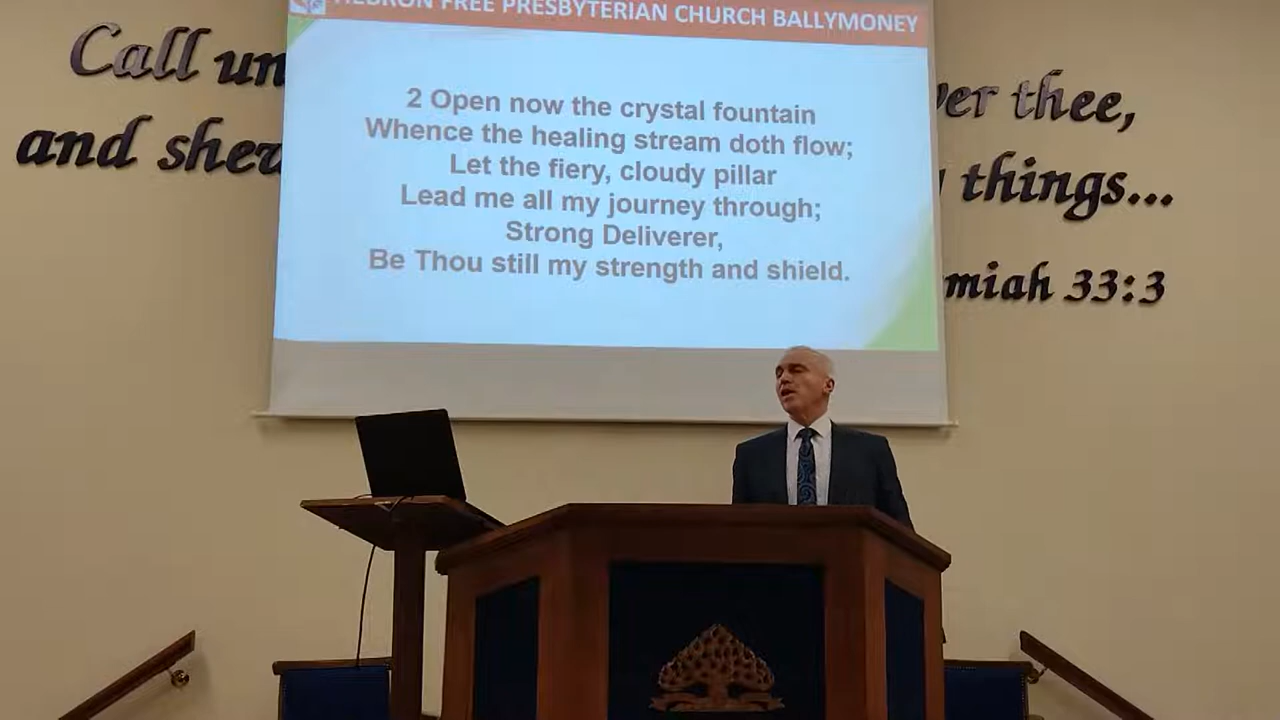 HEBRON FREE PRESBYTERIAN CHURCH BALLYMONEY
Call un
ver thee,
and shew
things...
miah 33:3
2 Open now the crystal fountain
Whence the healing stream doth flow;
Let the fiery, cloudy pillar
Lead me all my journey through;
Strong Deliverer,
Be Thou still my strength and shield.